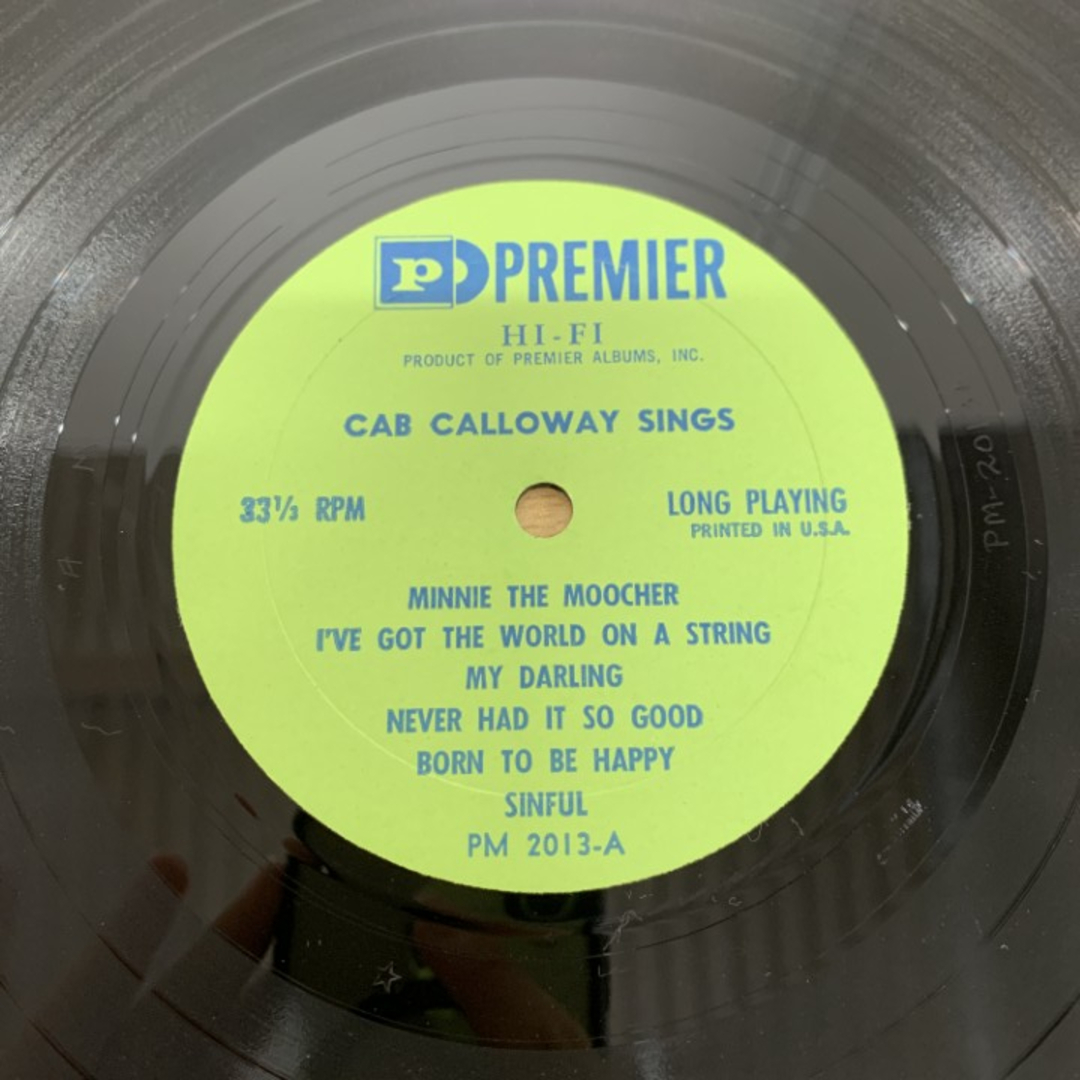 P PREMIER
HI-FI
PRODUCT OF PREMIER ALBUMS, INC.
CAB CALLOWAY SINGS
33⅓ RPM
LONG PLAYING
PRINTED IN U.S.A.
MINNIE THE MOOCHER
I'VE GOT THE WORLD ON A STRING
MY DARLING
NEVER HAD IT SO GOOD
BORN TO BE HAPPY
SINFUL
PM 2013-A